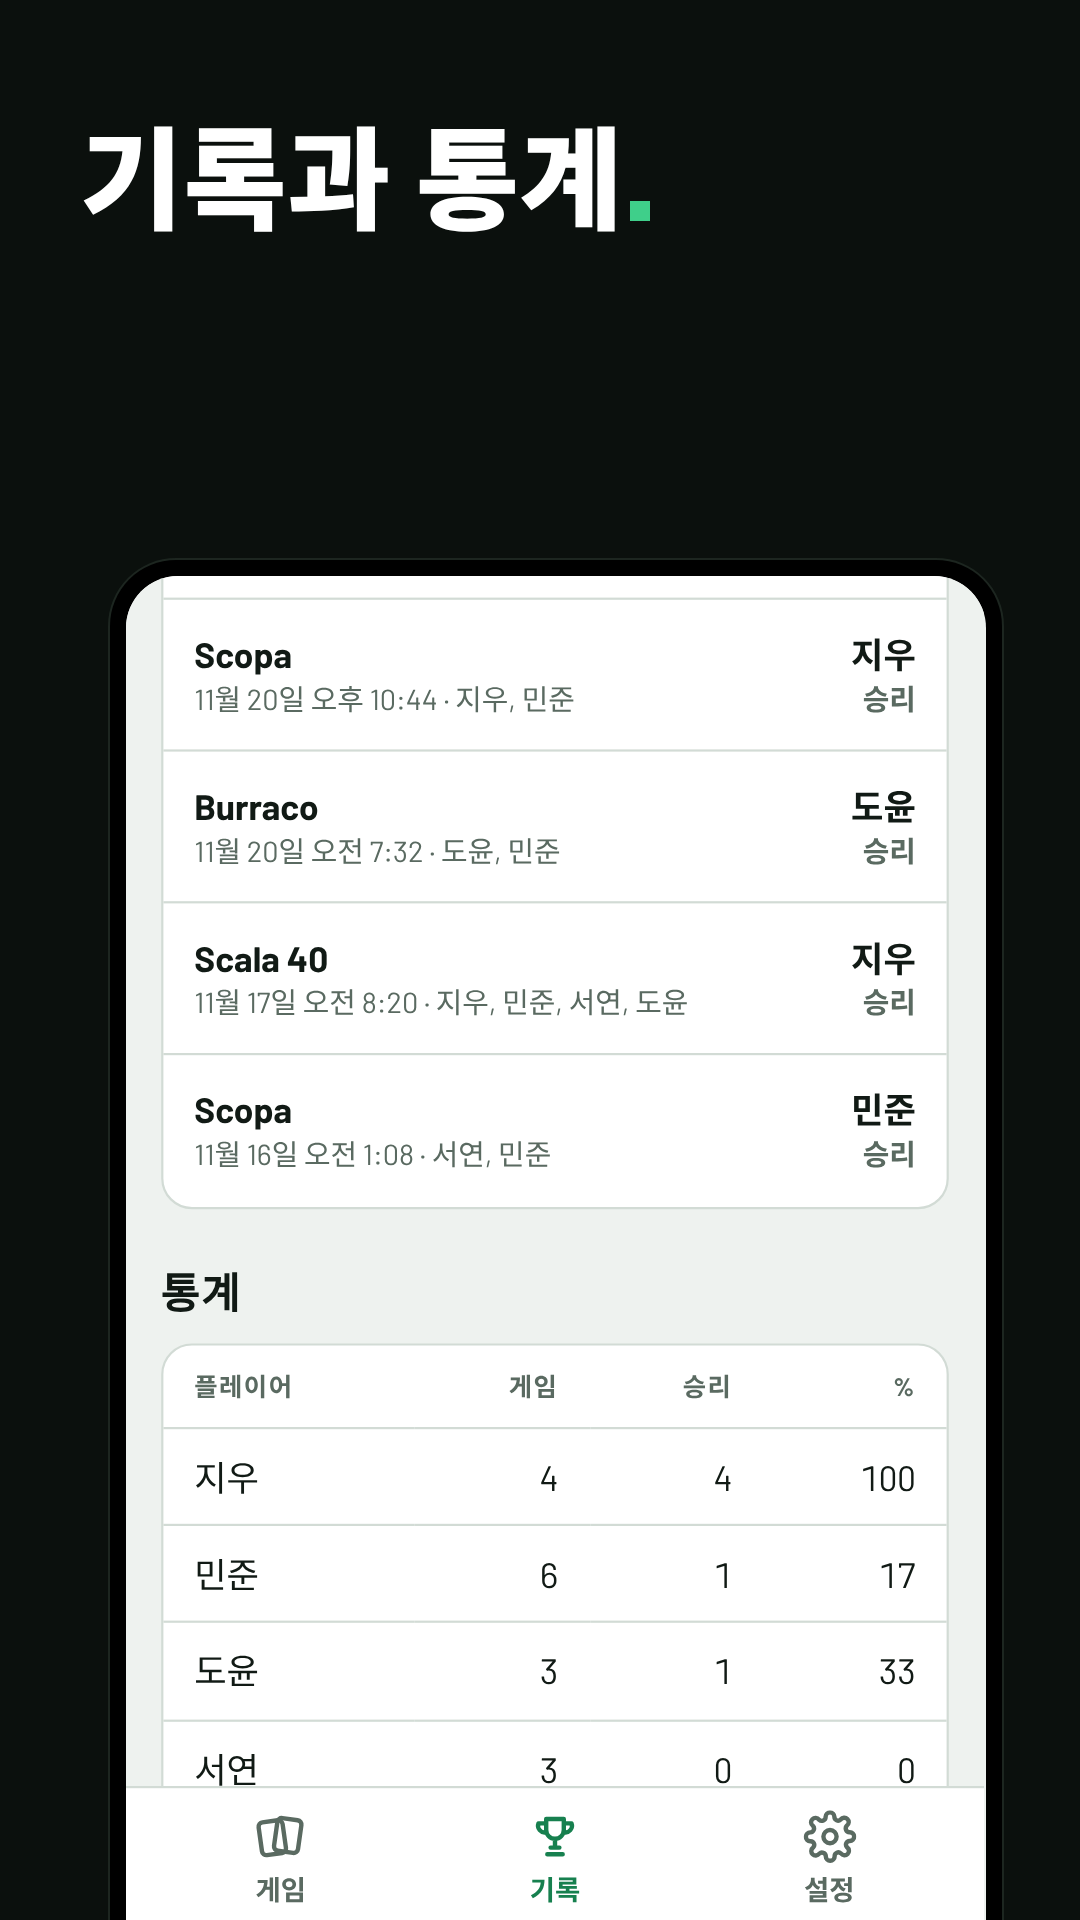 기록과 통계.
Scopa 지우
11월 20일 오후 10:44 · 지우, 민준 승리
Burraco 도윤
11월 20일 오전 7:32 · 도윤, 민준 승리
Scala 40 지우
11월 17일 오전 8:20 · 지우, 민준, 서연, 도윤 승리
Scopa 민준
11월 16일 오전 1:08 · 서연, 민준 승리
통계
플레이어 게임 승리 %
지우 4 4 100
민준 6 1 17
도윤 3 1 33
서연 3 0 0
게임 기록 설정